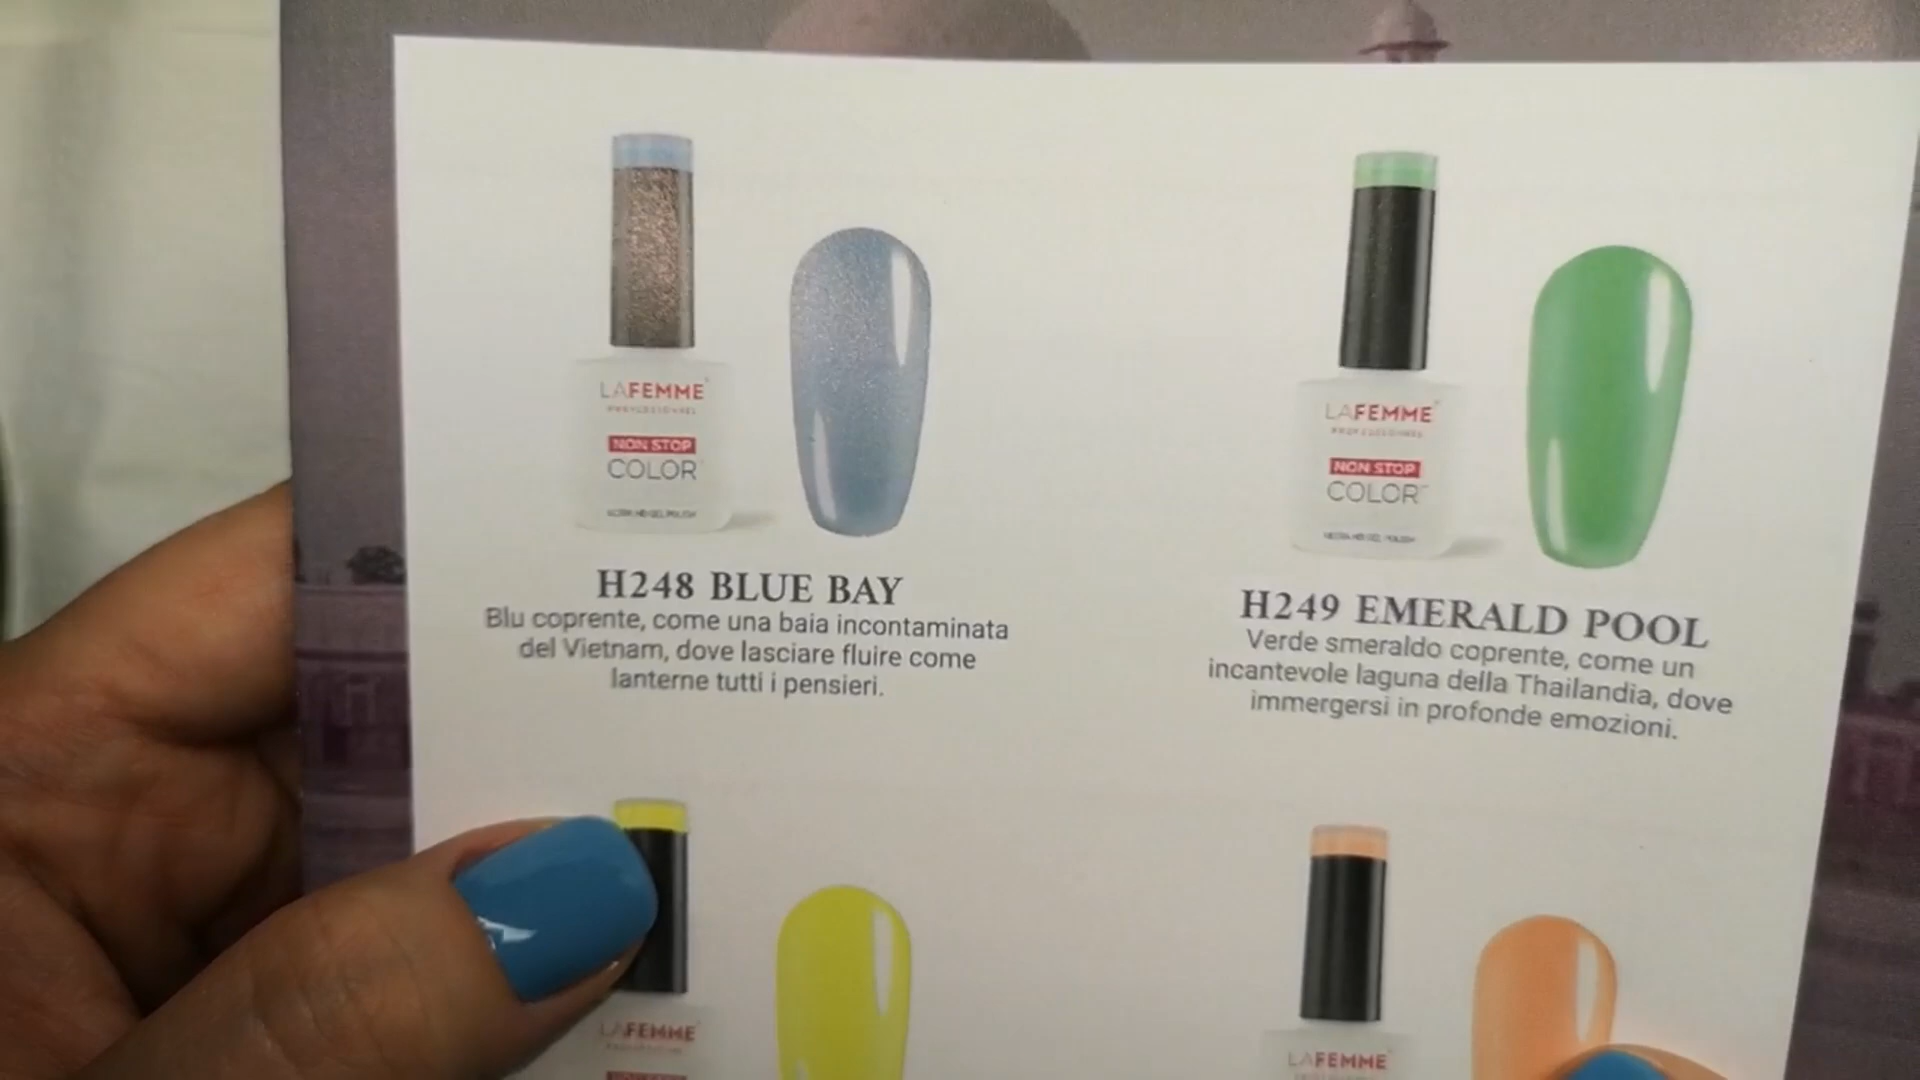 LAFEMME
PROFESSIONNEL
NON STOP
COLOR
H248 BLUE BAY
Blu coprente, come una baia incontaminata
del Vietnam, dove lasciare fluire come
lanterne tutti i pensieri.
LAFEMME
PROFESSIONNEL
NON STOP
COLOR
H249 EMERALD POOL
Verde smeraldo coprente, come un
incantevole laguna della Thailandia, dove
immergersi in profonde emozioni.
LAFEMME
LAFEMME